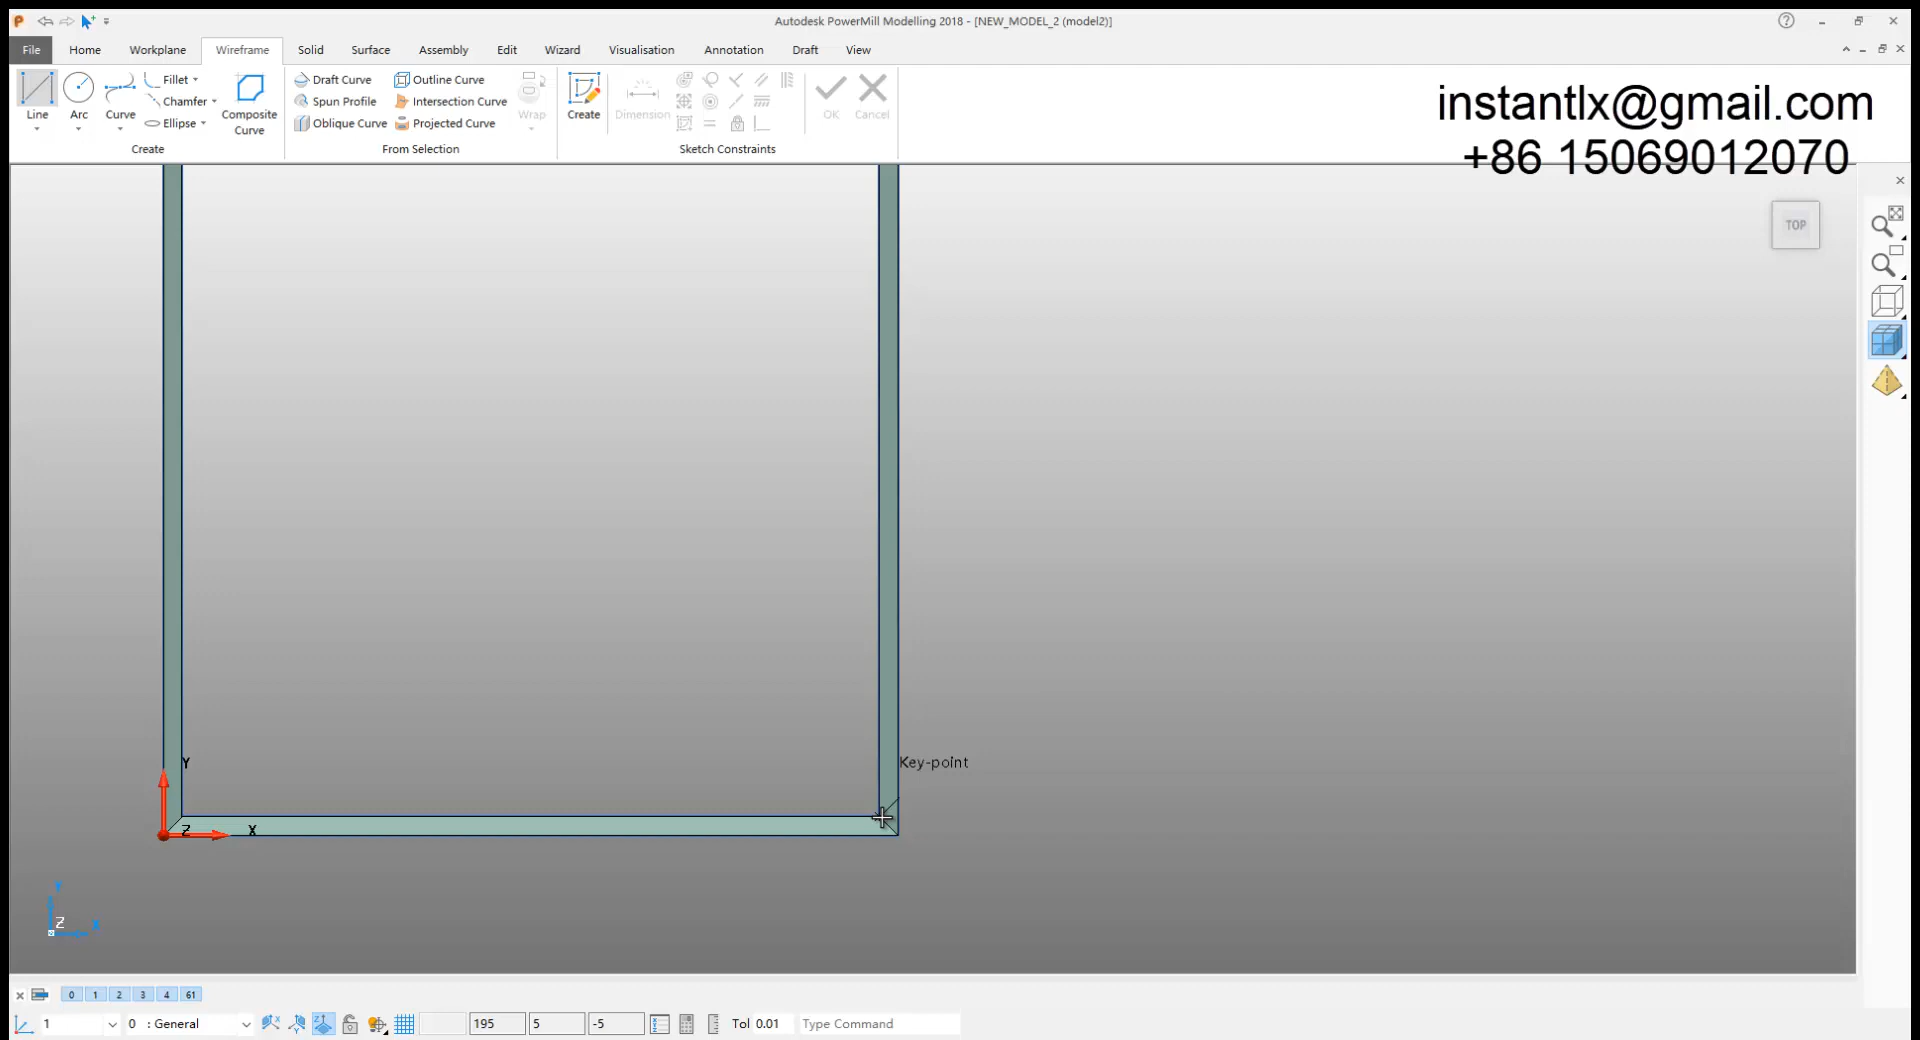 Autodesk PowerMill Modelling 2018 - [NEW_MODEL_2 (model2)]
File Home Workplane Wireframe Solid Surface Assembly Edit Wizard Visualisation Annotation Draft View
Line
Arc
Curve
Fillet
Chamfer
Ellipse
Composite
Curve
Create
Draft Curve
Spun Profile
Oblique Curve
Outline Curve
Intersection Curve
Projected Curve
Wrap
From Selection
Create
Dimension
OK
Cancel
Sketch Constraints
instantlx@gmail.com
+86 15069012070
TOP
Key-point
Y
Z
X
Y
Z
X
0 1 2 3 4 61
1 0 : General 195 5 -5 Tol 0.01 Type Command